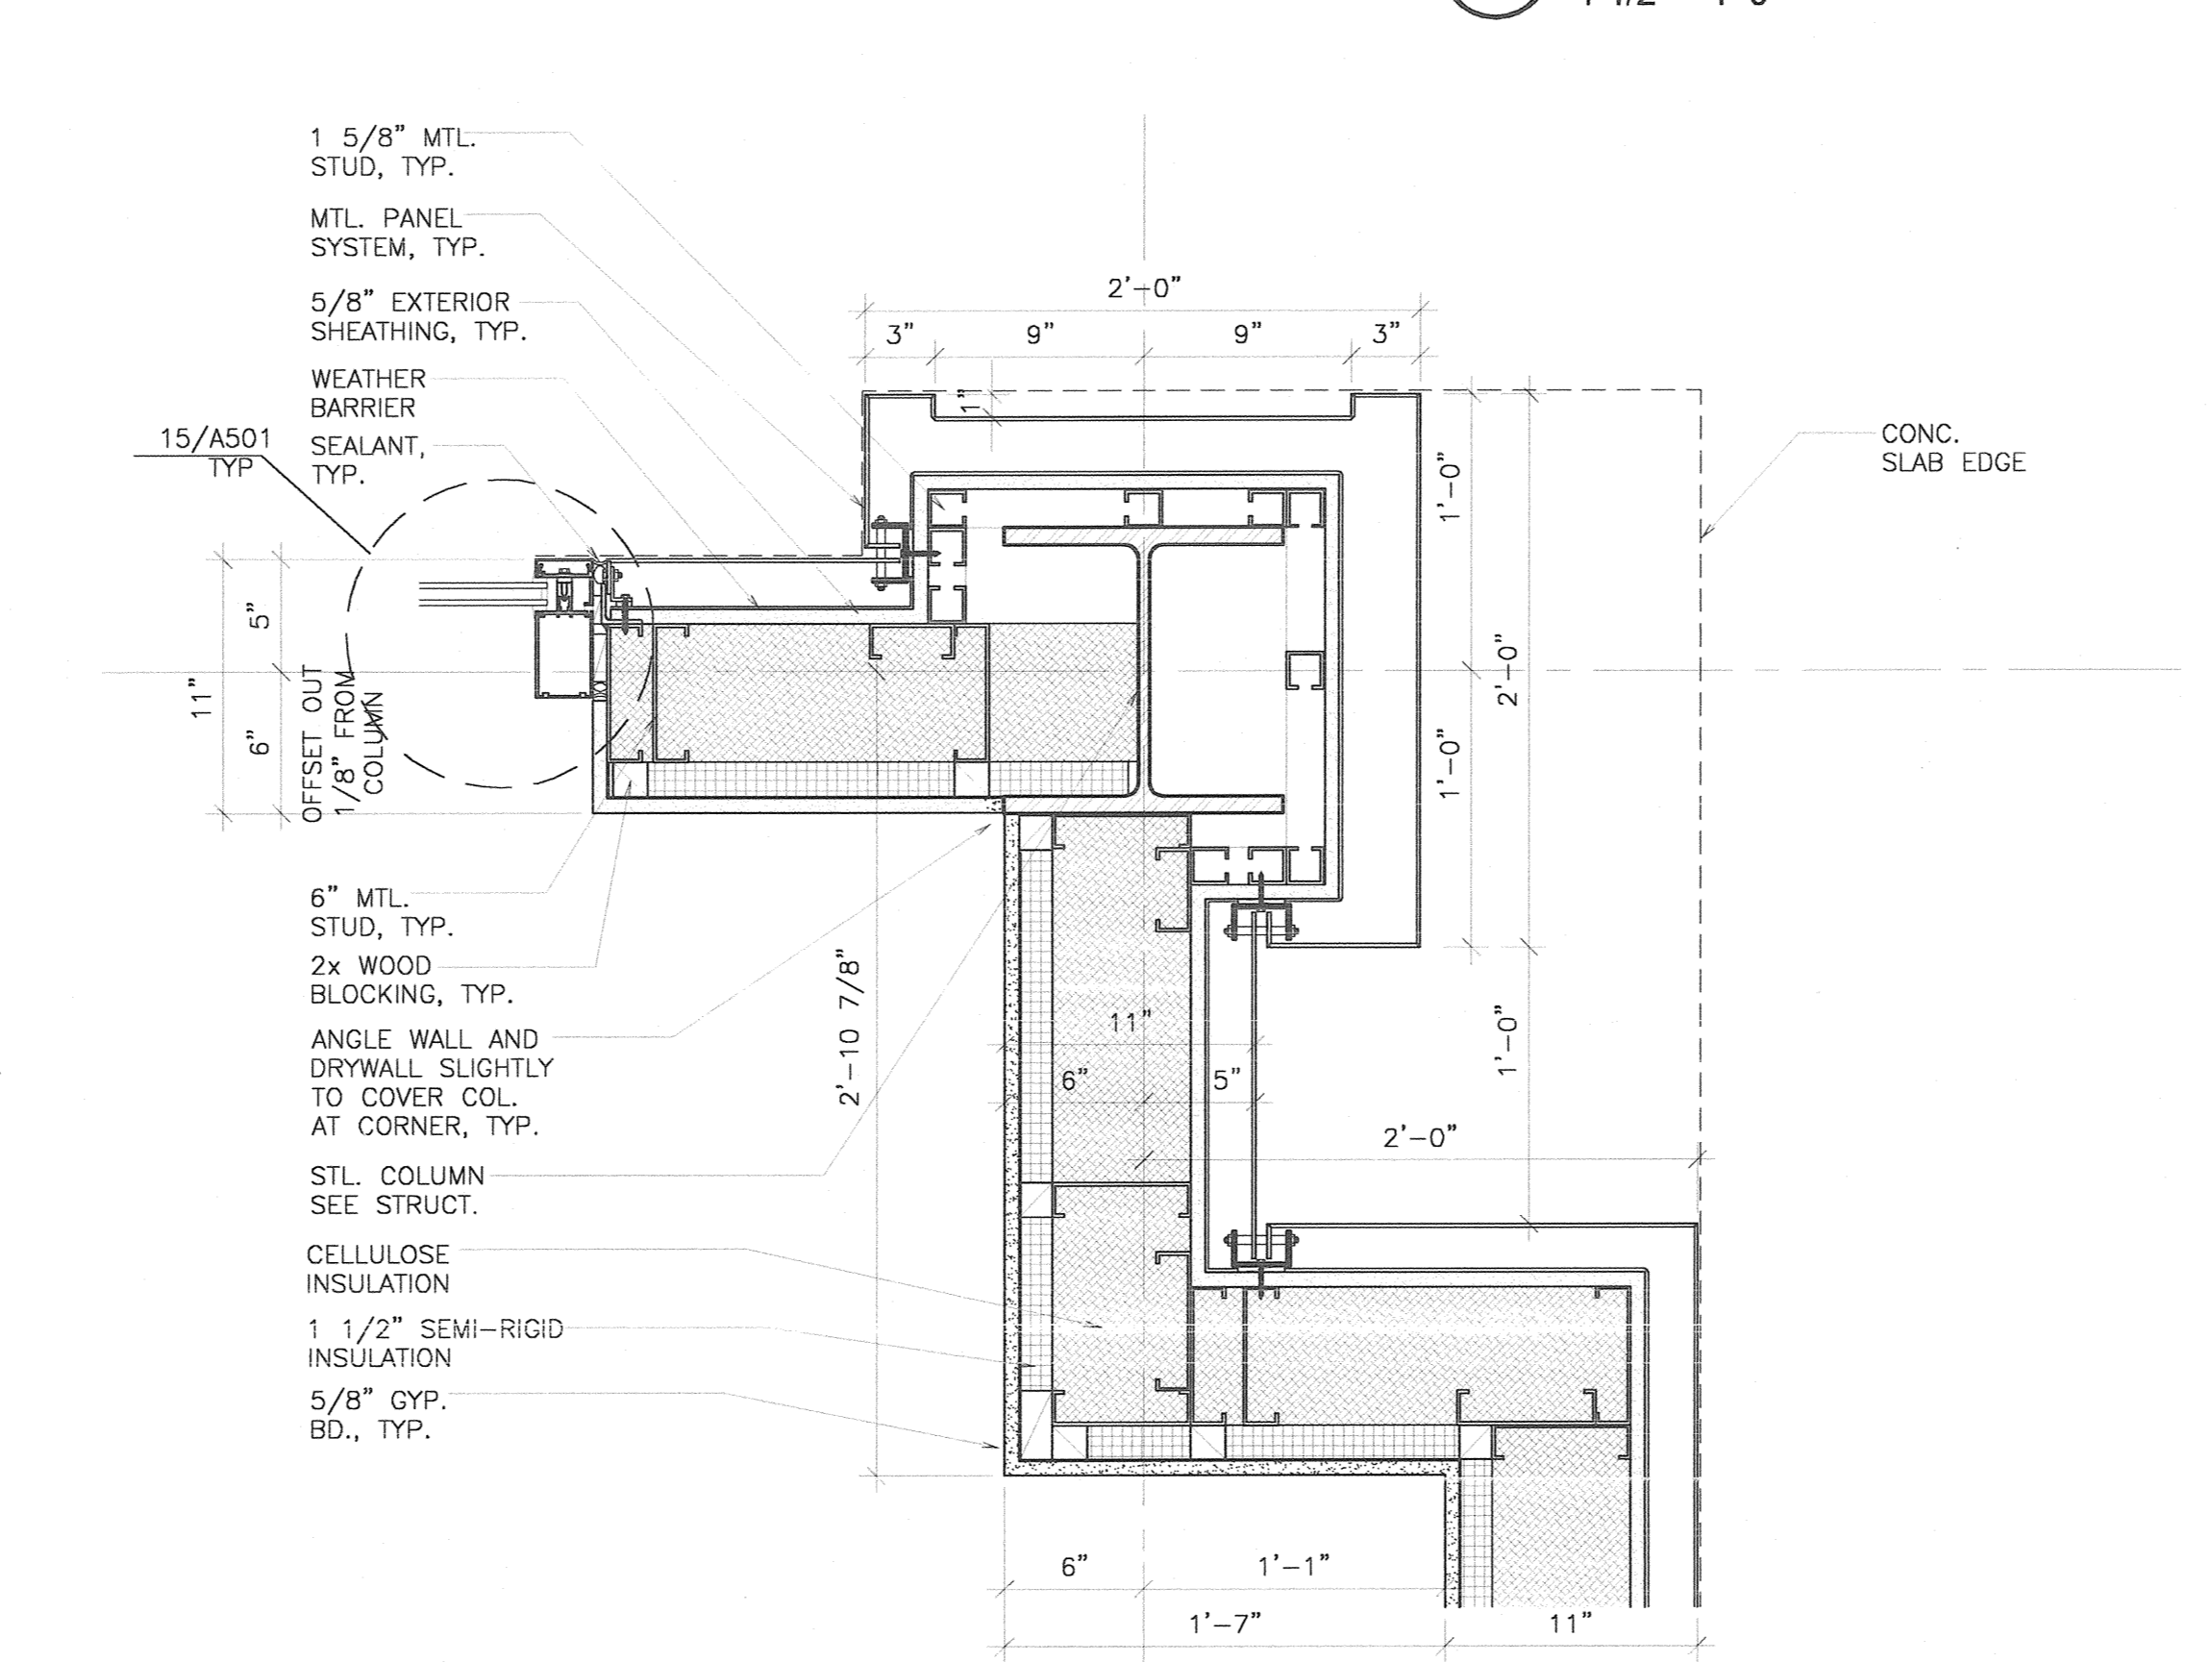 1 5/8" MTL.
STUD, TYP.
MTL. PANEL
SYSTEM, TYP.
5/8" EXTERIOR
SHEATHING, TYP.
WEATHER
BARRIER
SEALANT,
TYP.
15/A501
TYP
2'-0"
3"
9"
9"
3"
1"
CONC.
SLAB EDGE
1'-0"
2'-0"
1'-0"
5"
11"
6"
OFFSET OUT
1/8" FROM
COLUMN
6" MTL.
STUD, TYP.
2x WOOD
BLOCKING, TYP.
ANGLE WALL AND
DRYWALL SLIGHTLY
TO COVER COL.
AT CORNER, TYP.
STL. COLUMN
SEE STRUCT.
CELLULOSE
INSULATION
1 1/2" SEMI-RIGID
INSULATION
5/8" GYP.
BD., TYP.
2'-10 7/8"
11"
6"
5"
1'-0"
2'-0"
6"
1'-1"
1'-7"
11"